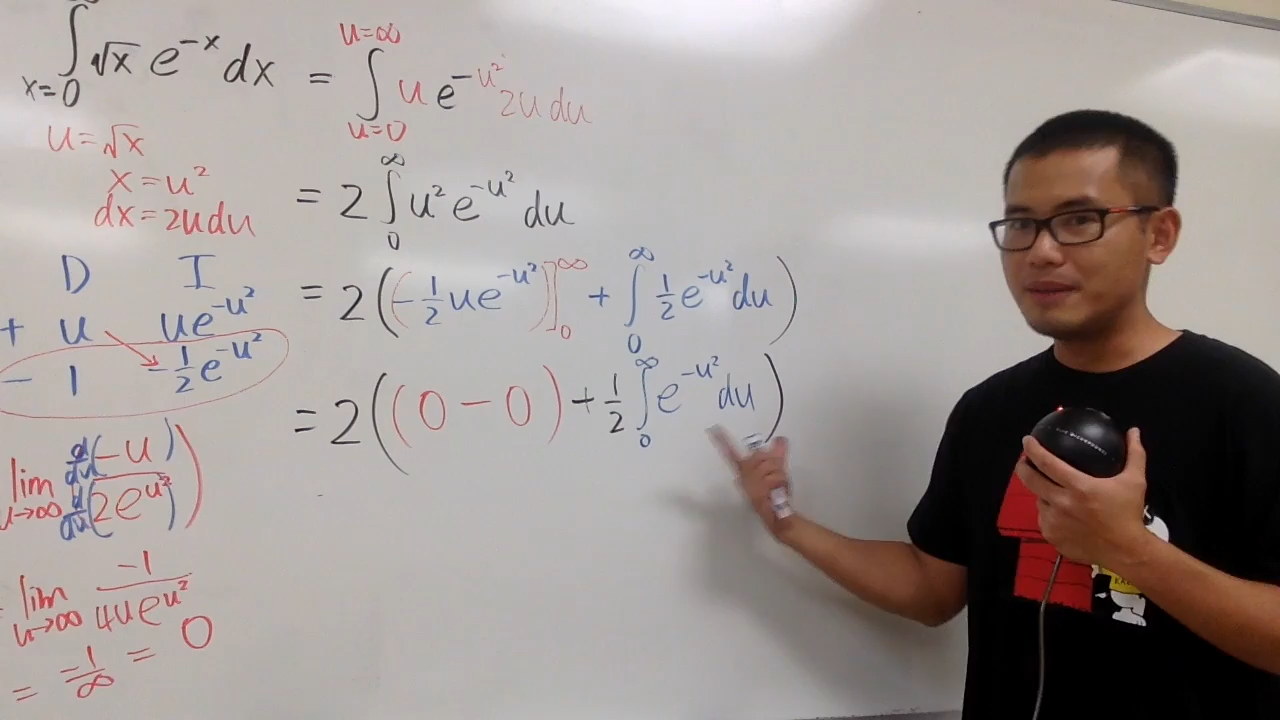 ∫ √x e^{-x} dx = ∫_{u=0}^{u=∞} u e^{-u²} 2u du
x=0
u = √x
x = u²
dx = 2u du
= 2 ∫_0^∞ u² e^{-u²} du
D I
+ u ue^{-u²}
- 1 -1/2 e^{-u²}
= 2((-1/2 ue^{-u²})]_0^∞ + ∫_0^∞ 1/2 e^{-u²} du)
= 2((0 - 0) + 1/2 ∫_0^∞ e^{-u²} du)
lim_{u→∞} d/du(-u) / d/du(2e^{u²})
lim_{u→∞} -1 / 4ue^{u²}
= -1/∞ = 0